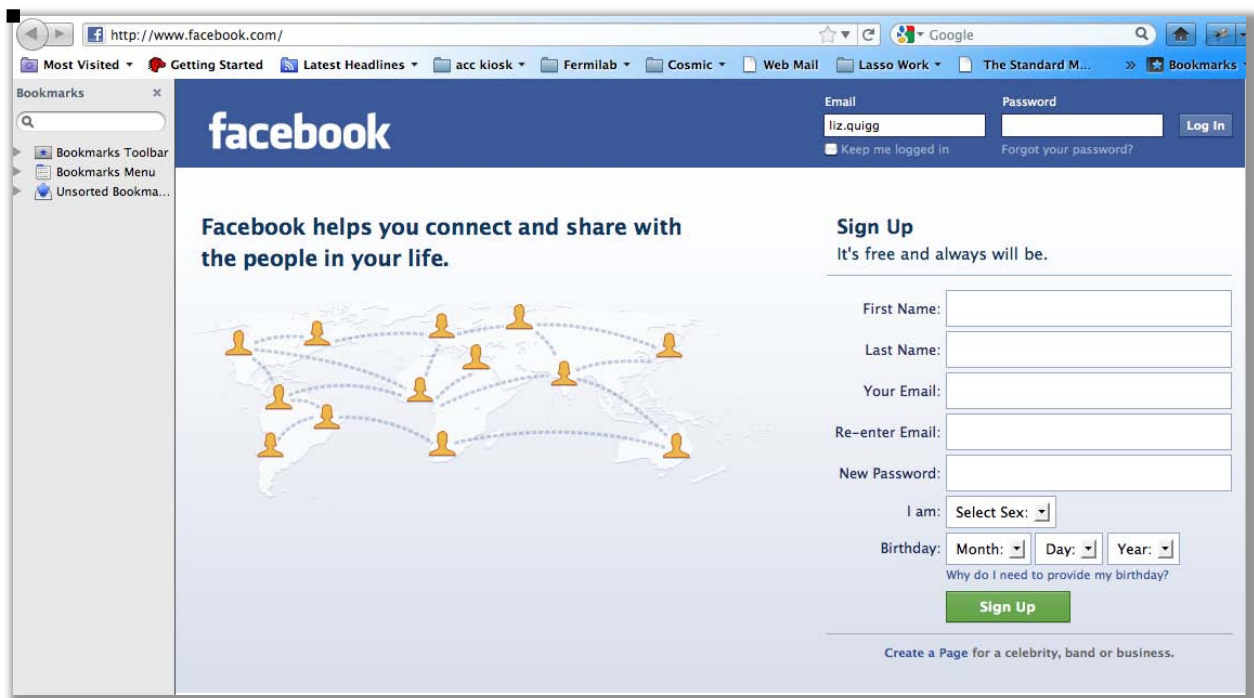 http://www.facebook.com/
Google
Most Visited
Getting Started
Latest Headlines
acc kiosk
Fermilab
Cosmic
Web Mail
Lasso Work
The Standard M...
»
Bookmarks
Bookmarks
Bookmarks Toolbar
Bookmarks Menu
Unsorted Bookma...
facebook
Email
Password
liz.quigg
Log In
Keep me logged in
Forgot your password?
Facebook helps you connect and share with
the people in your life.
Sign Up
It's free and always will be.
First Name:
Last Name:
Your Email:
Re-enter Email:
New Password:
I am: Select Sex:
Birthday: Month: Day: Year:
Why do I need to provide my birthday?
Sign Up
Create a Page for a celebrity, band or business.